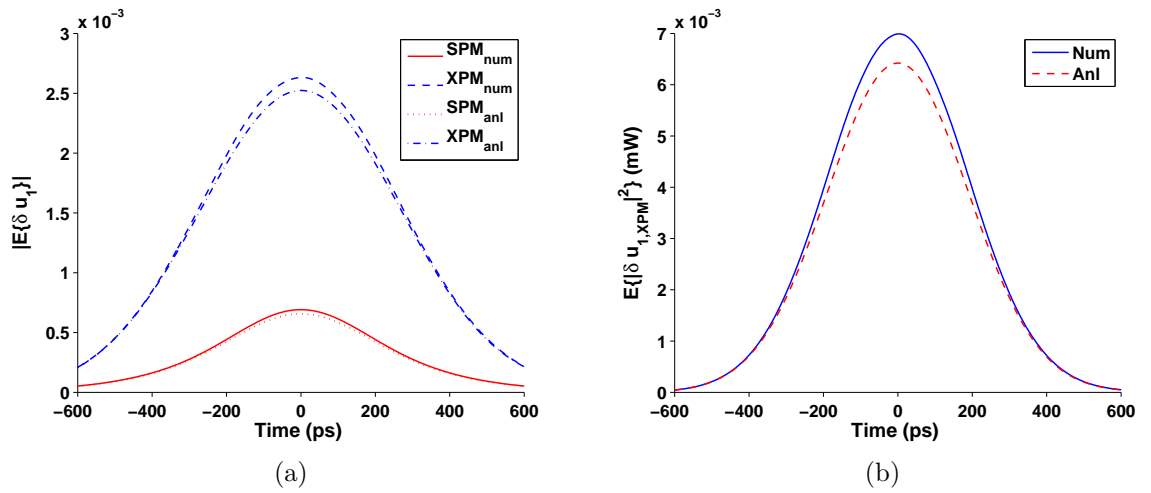 x 10⁻³
3
2.5
2
1.5
1
0.5
0
|E{δ u₁}|
−600 −400 −200 0 200 400 600
Time (ps)
SPMnum
XPMnum
SPManl
XPManl
(a)
x 10⁻³
7
6
5
4
3
2
1
0
E{|δ u₁,XPM|²} (mW)
−600 −400 −200 0 200 400 600
Time (ps)
Num
Anl
(b)